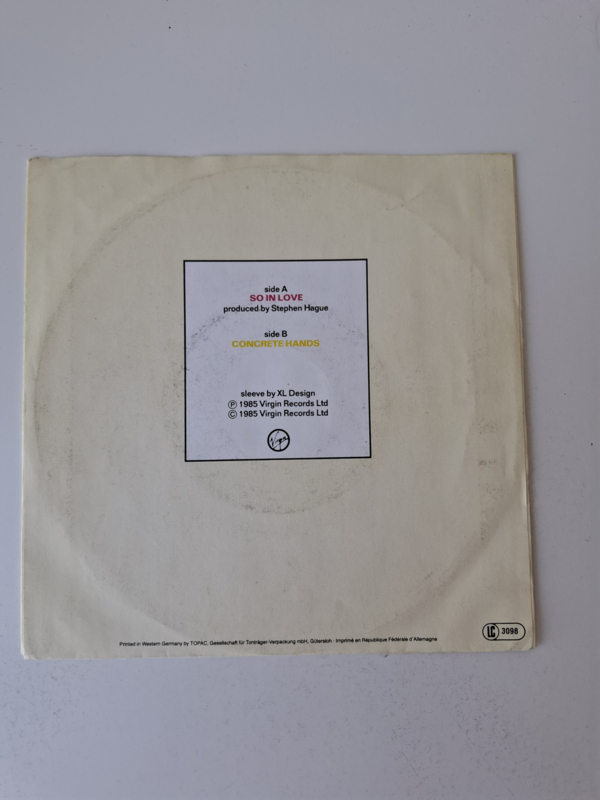 side A
SO IN LOVE
produced by Stephen Hague
side B
CONCRETE HANDS
sleeve by XL Design
Ⓟ 1985 Virgin Records Ltd
© 1985 Virgin Records Ltd
Virgin
LC 3098
Printed in Western Germany by TOPAC, Gesellschaft für Tonträger-Verpackung mbH, Gütersloh · Imprimé en République Fédérale d'Allemagne